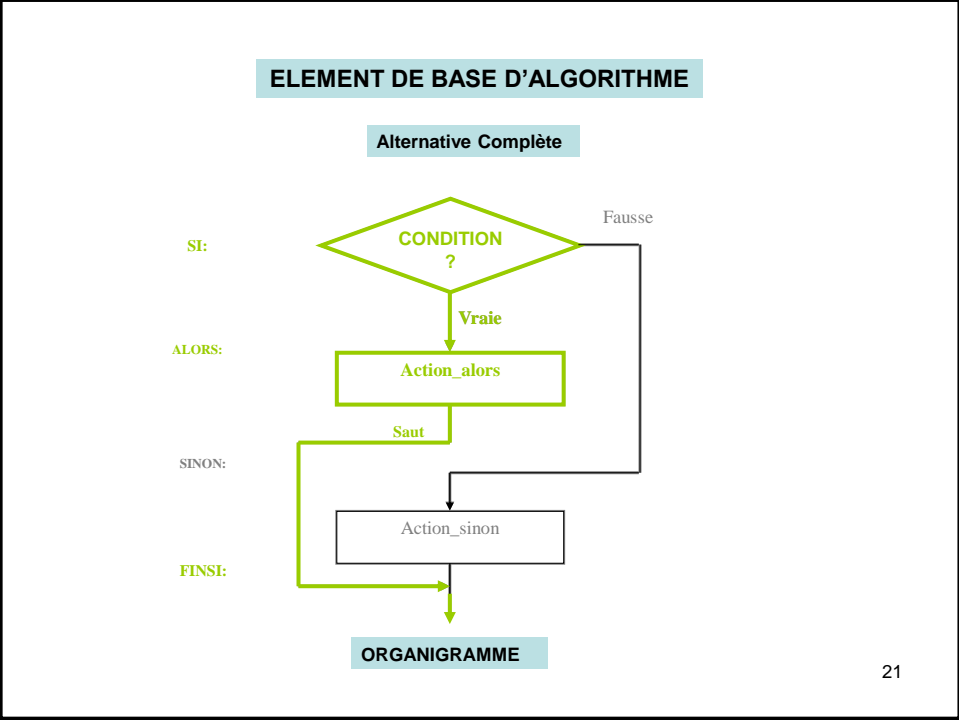 ELEMENT DE BASE D’ALGORITHME
Alternative Complète
Fausse
SI:
CONDITION
?
Vraie
ALORS:
Action_alors
Saut
SINON:
Action_sinon
FINSI:
ORGANIGRAMME
21